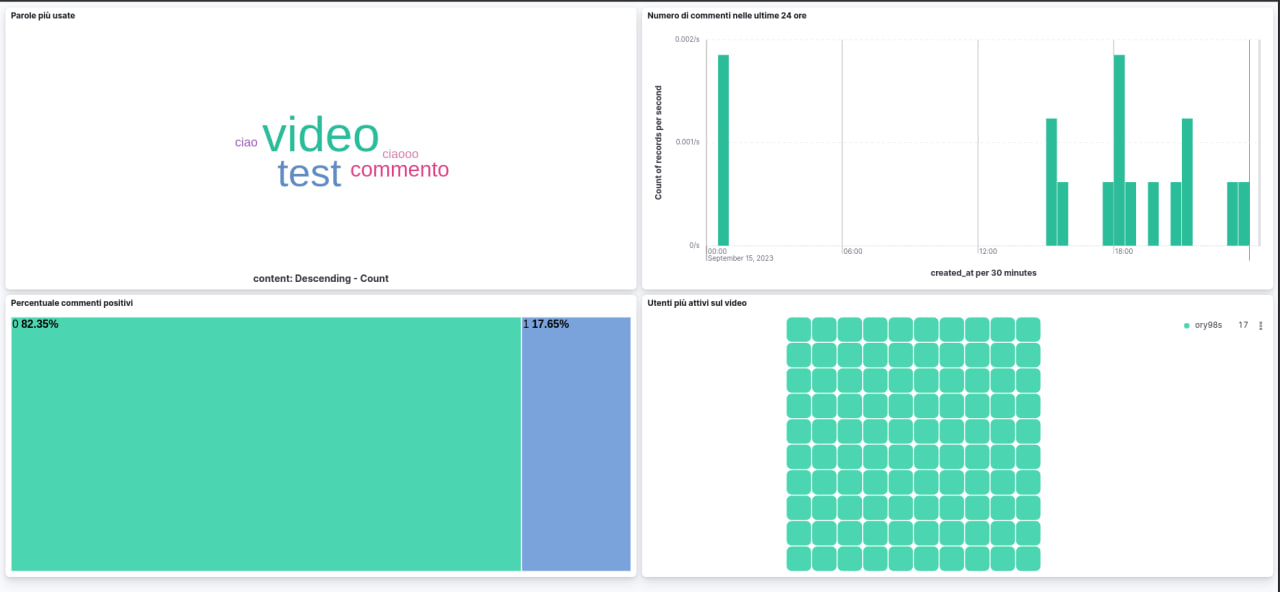 Parole più usate
ciao
video
ciaooo
test
commento
content: Descending - Count
Numero di commenti nelle ultime 24 ore
Count of records per second
0.002/s
0.001/s
0/s
00:00
06:00
12:00
18:00
September 15, 2023
created_at per 30 minutes
Percentuale commenti positivi
0 82.35%
1 17.65%
Utenti più attivi sul video
ory98s 17